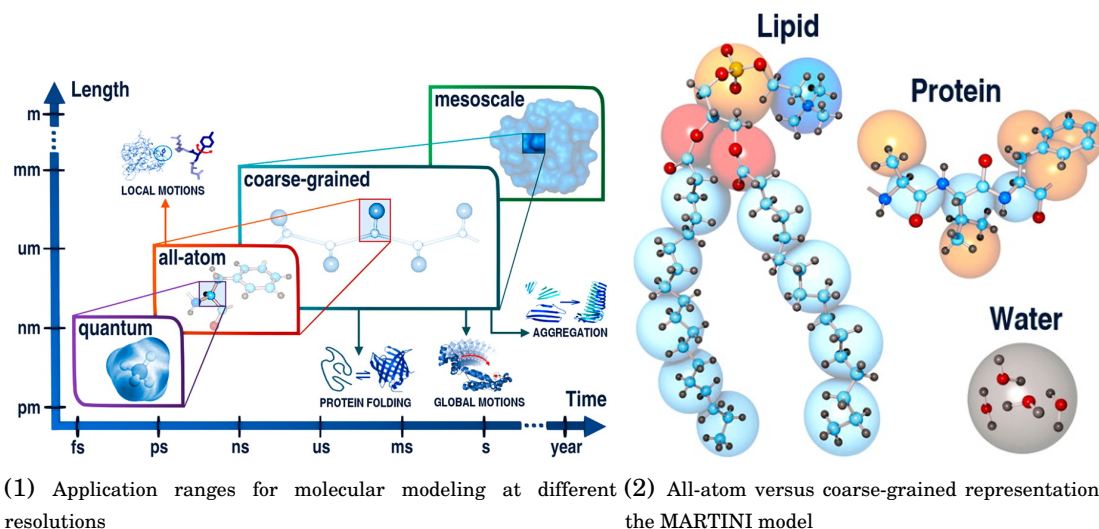 Length
m
mm
um
nm
pm
mesoscale
coarse-grained
LOCAL MOTIONS
all-atom
quantum
AGGREGATION
PROTEIN FOLDING
GLOBAL MOTIONS
Time
fs
ps
ns
us
ms
s
year
Lipid
Protein
Water
(1) Application ranges for molecular modeling at different
resolutions
(2) All-atom versus coarse-grained representation
the MARTINI model